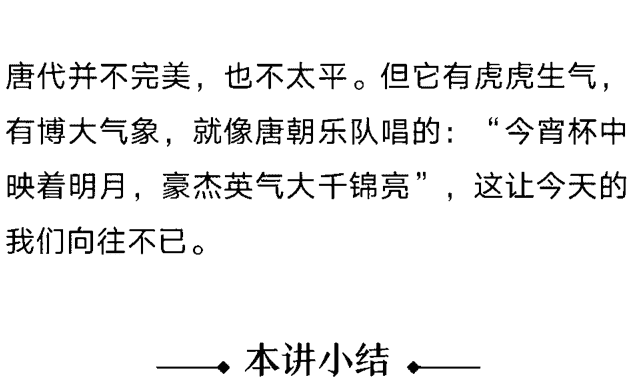 唐代并不完美，也不太平。但它有虎虎生气，
有博大气象，就像唐朝乐队唱的：“今宵杯中
映着明月，豪杰英气大千锦亮”，这让今天的
我们向往不已。
本讲小结